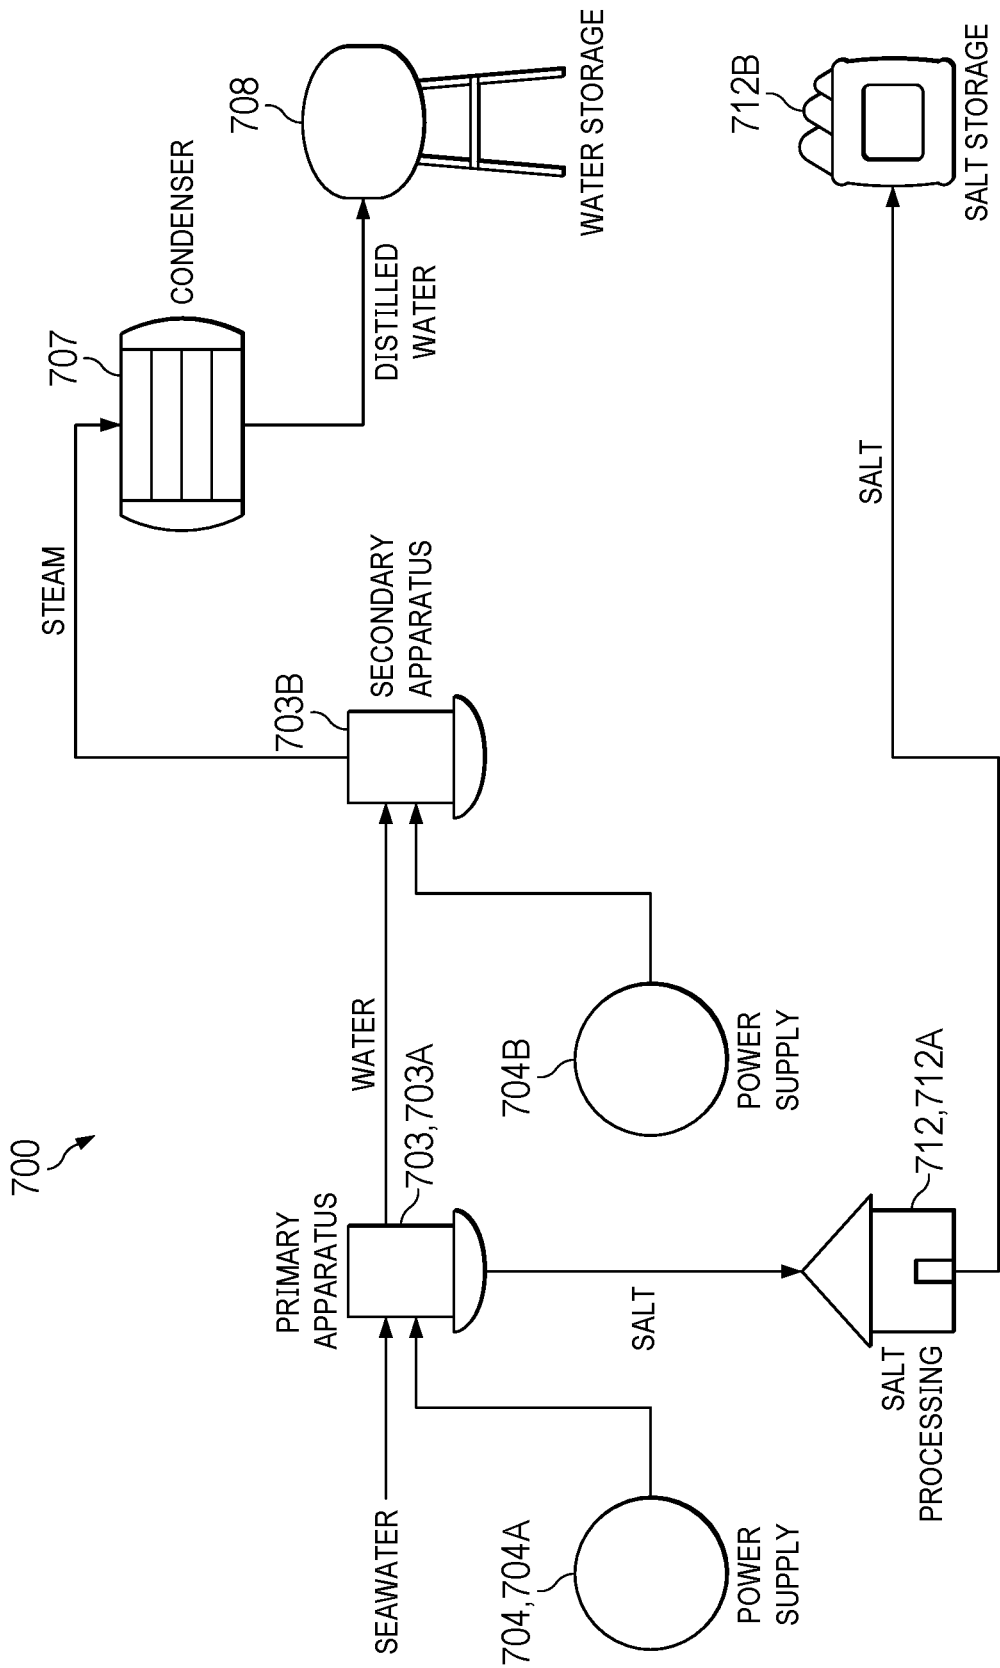 700
STEAM
707
CONDENSER
708
WATER STORAGE
DISTILLED
WATER
703B
SECONDARY
APPARATUS
PRIMARY
APPARATUS
WATER
703,703A
SEAWATER
704,704A
POWER
SUPPLY
704B
POWER
SUPPLY
SALT
SALT
PROCESSING
712,712A
SALT
712B
SALT STORAGE